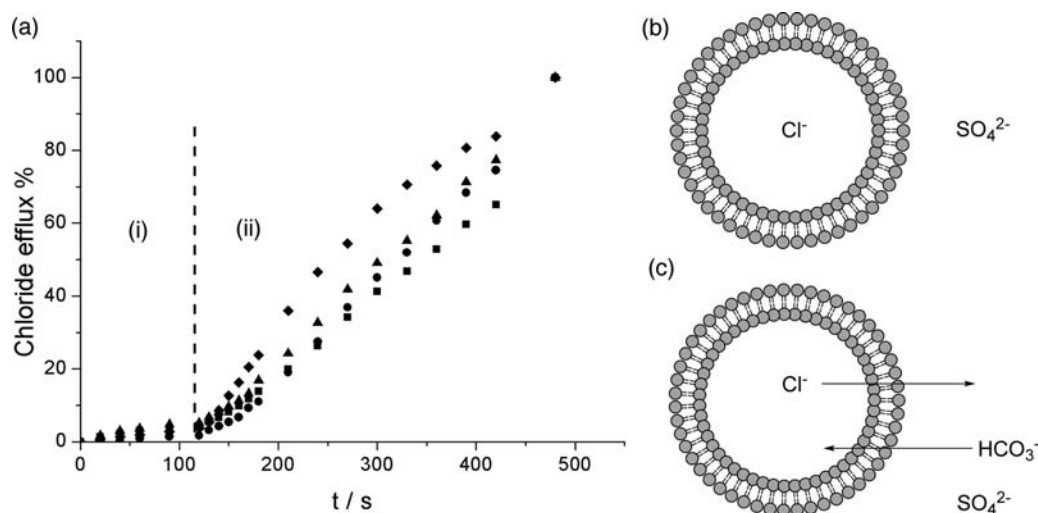 (a)
Chloride efflux %
100
80
60
40
20
0
(i)
(ii)
0
100
200
300
400
500
t / s
(b)
Cl⁻
SO₄²⁻
(c)
Cl⁻
HCO₃⁻
SO₄²⁻